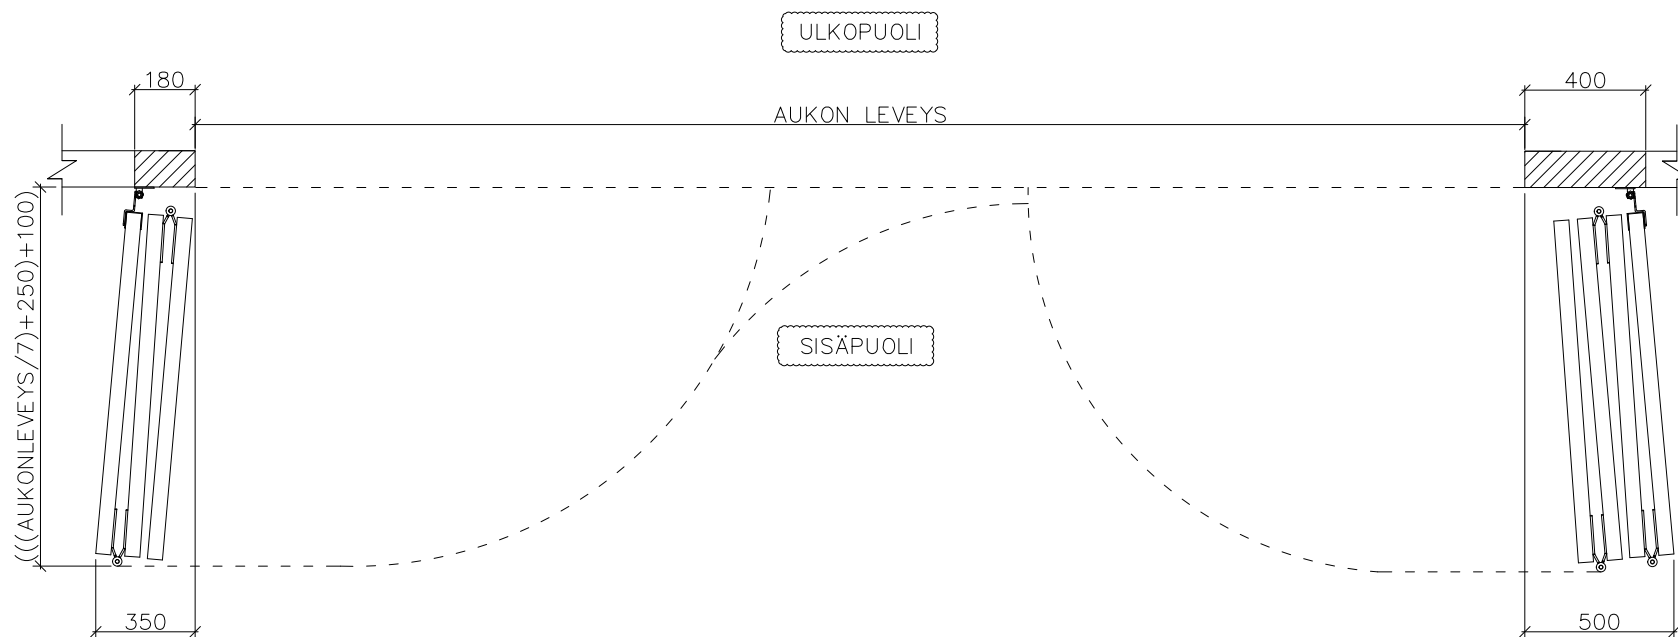 ULKOPUOLI
180
400
AUKON LEVEYS
(((AUKONLEVEYS/7)+250)+100)
SISÄPUOLI
350
500